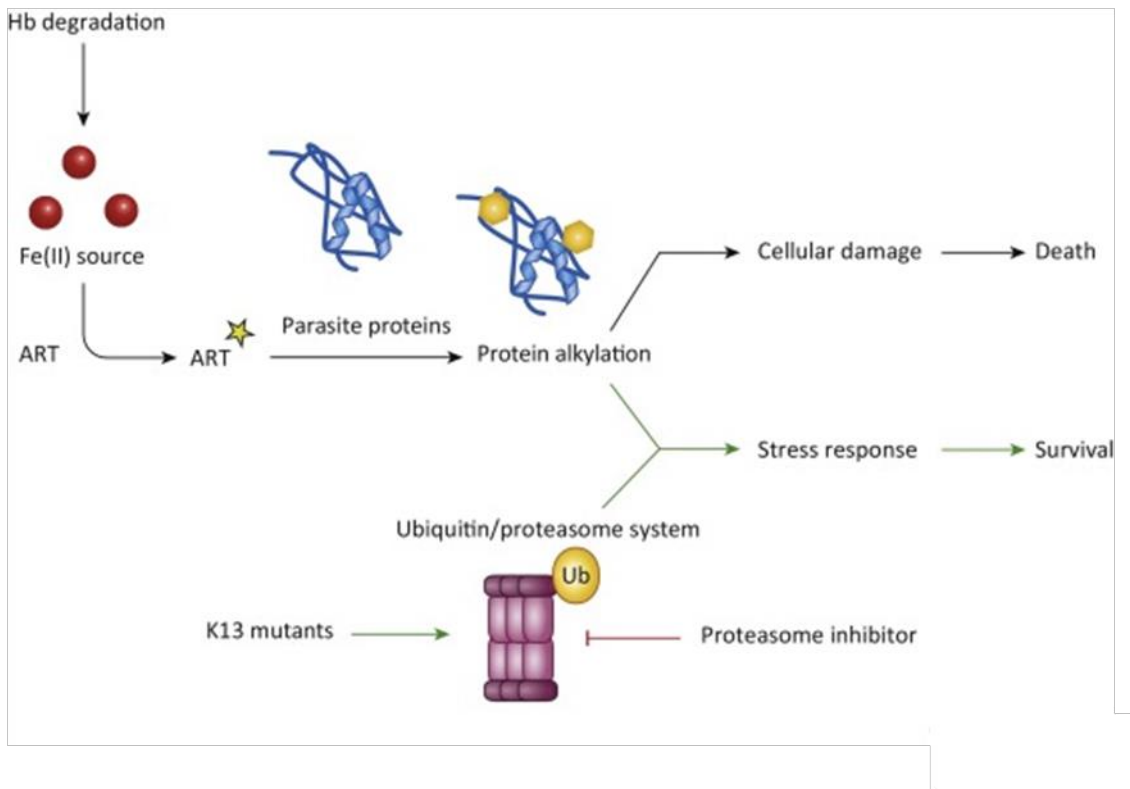 Hb degradation
Fe(II) source
ART
ART
Parasite proteins
Protein alkylation
Cellular damage
Death
Stress response
Survival
Ubiquitin/proteasome system
Ub
K13 mutants
Proteasome inhibitor